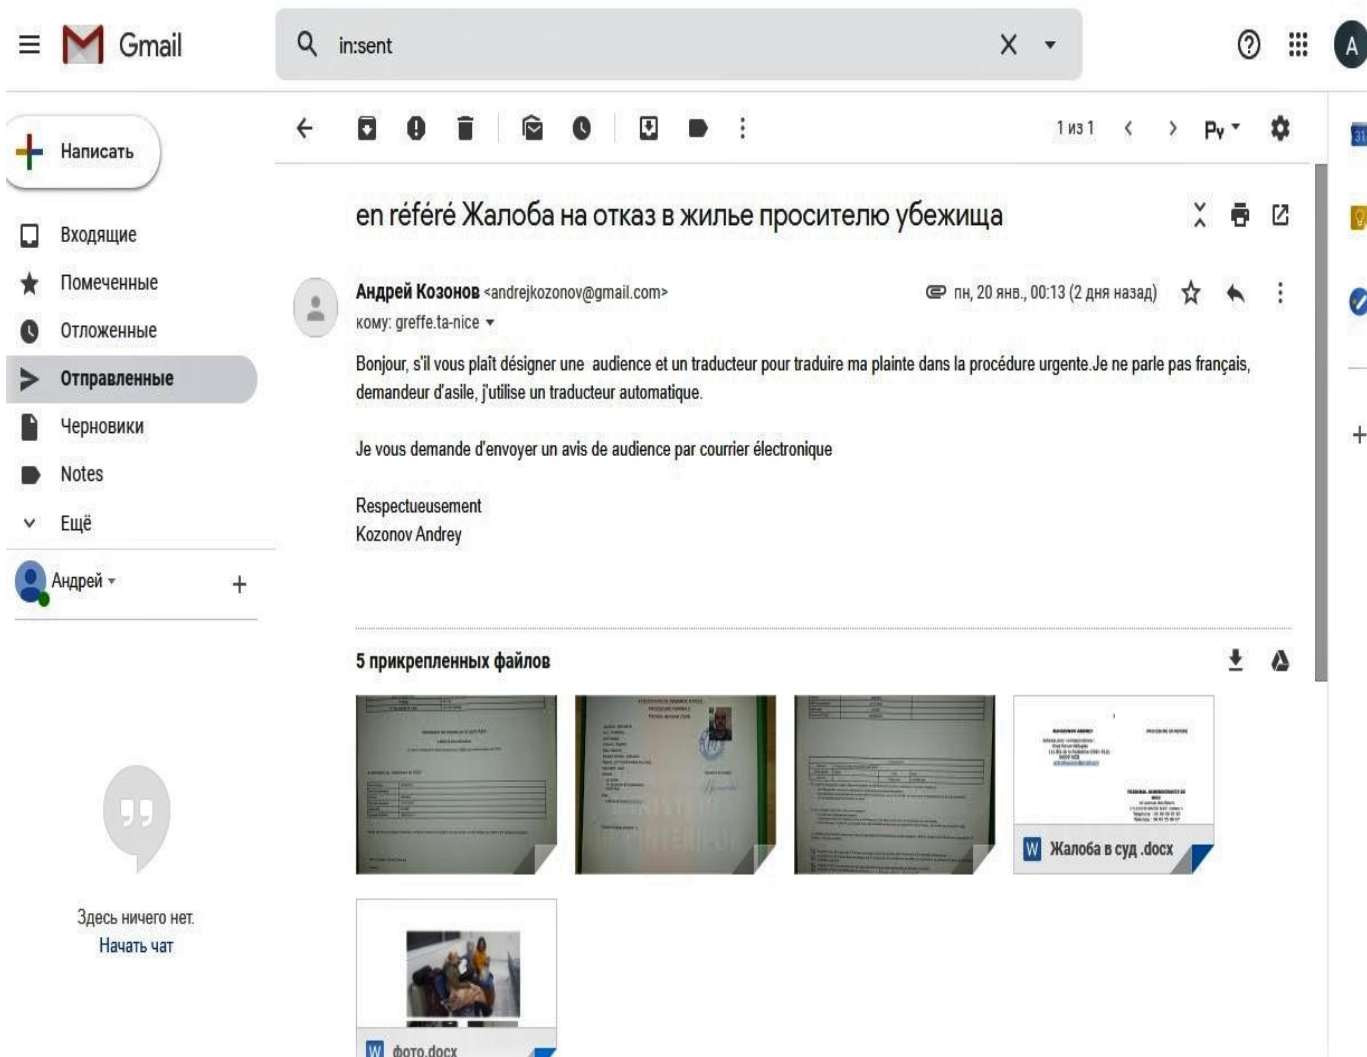 Gmail
in:sent
A
Написать
1 из 1
Ру
31
Входящие
Помеченные
Отложенные
Отправленные
Черновики
Notes
Ещё
Андрей
Здесь ничего нет.
Начать чат
en référé Жалоба на отказ в жилье просителю убежища
Андрей Козонов <andrejkozonov@gmail.com>
пн, 20 янв., 00:13 (2 дня назад)
кому: greffe.ta-nice
Bonjour, s'il vous plaît désigner une audience et un traducteur pour traduire ma plainte dans la procédure urgente.Je ne parle pas français,
demandeur d'asile, j'utilise un traducteur automatique.
Je vous demande d'envoyer un avis de audience par courrier électronique
Respectueusement
Kozonov Andrey
5 прикрепленных файлов
W Жалоба в суд .docx
W фото.docx